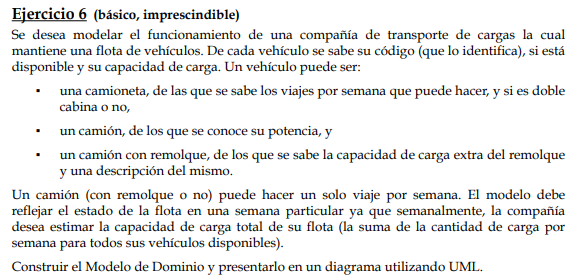 Ejercicio 6 (básico, imprescindible)
Se desea modelar el funcionamiento de una compañía de transporte de cargas la cual
mantiene una flota de vehículos. De cada vehículo se sabe su código (que lo identifica), si está
disponible y su capacidad de carga. Un vehículo puede ser:
▪ una camioneta, de las que se sabe los viajes por semana que puede hacer, y si es doble
cabina o no,
▪ un camión, de los que se conoce su potencia, y
▪ un camión con remolque, de los que se sabe la capacidad de carga extra del remolque
y una descripción del mismo.
Un camión (con remolque o no) puede hacer un solo viaje por semana. El modelo debe
reflejar el estado de la flota en una semana particular ya que semanalmente, la compañía
desea estimar la capacidad de carga total de su flota (la suma de la cantidad de carga por
semana para todos sus vehículos disponibles).
Construir el Modelo de Dominio y presentarlo en un diagrama utilizando UML.